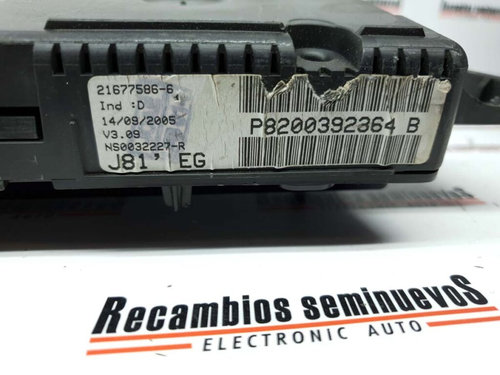 21677586-6
Ind :D
14/09/2005
V3.09
NS0032227-R
J81' EG
P8200392364 B
Recambios seminuevos
ELECTRONIC AUTO